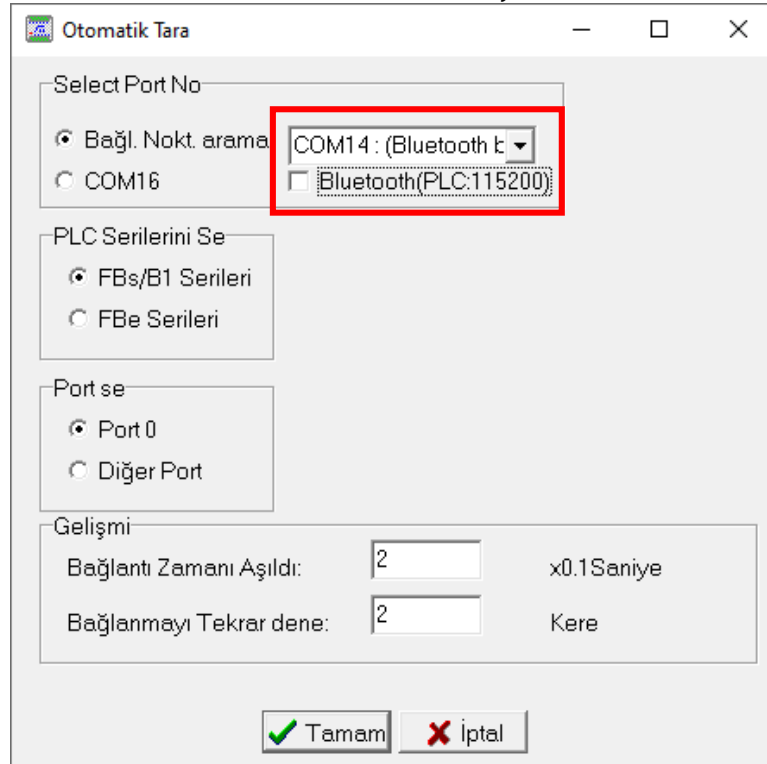 Otomatik Tara
Select Port No
Bağl. Nokt. arama
COM14 : (Bluetooth b
COM16
Bluetooth(PLC:115200)
PLC Serilerini Se
FBs/B1 Serileri
FBe Serileri
Port se
Port 0
Diğer Port
Gelişmi
Bağlantı Zamanı Aşıldı: 2 x0.1Saniye
Bağlanmayı Tekrar dene: 2 Kere
Tamam İptal